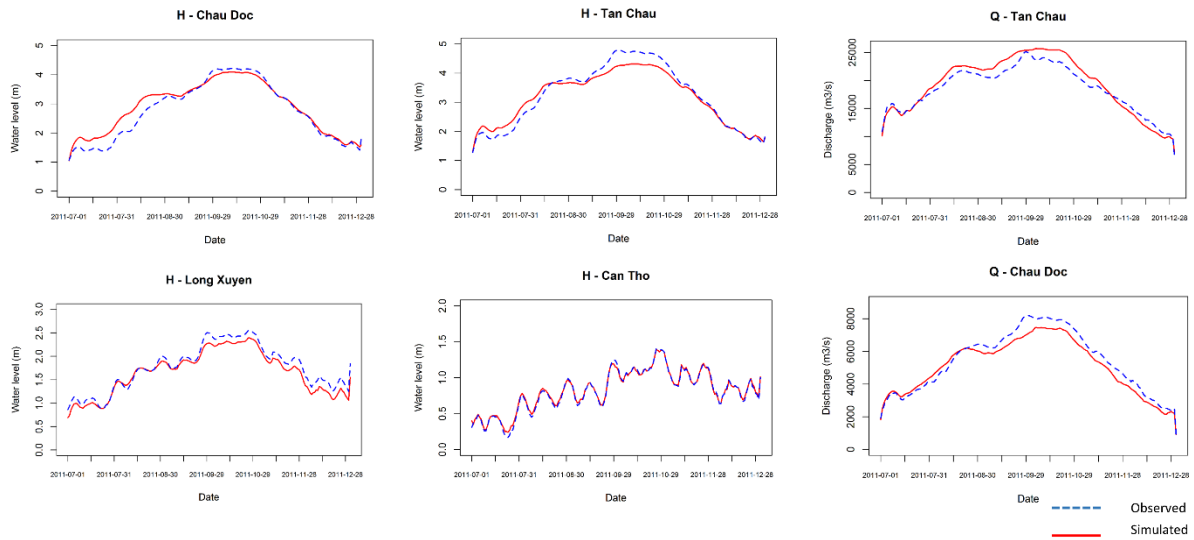 H - Chau Doc
Water level (m)
5
4
3
2
1
0
2011-07-01 2011-07-31 2011-08-30 2011-09-29 2011-10-29 2011-11-28 2011-12-28
Date
H - Tan Chau
Water level (m)
5
4
3
2
1
0
2011-07-01 2011-07-31 2011-08-30 2011-09-29 2011-10-29 2011-11-28 2011-12-28
Date
Q - Tan Chau
Discharge (m3/s)
25000
15000
5000
0
2011-07-01 2011-07-31 2011-08-30 2011-09-29 2011-10-29 2011-11-28 2011-12-28
Date
H - Long Xuyen
Water level (m)
3.0
2.5
2.0
1.5
1.0
0.5
0.0
2011-07-01 2011-07-31 2011-08-30 2011-09-29 2011-10-29 2011-11-28 2011-12-28
Date
H - Can Tho
Water level (m)
2.0
1.5
1.0
0.5
0.0
2011-07-01 2011-07-31 2011-08-30 2011-09-29 2011-10-29 2011-11-28 2011-12-28
Date
Q - Chau Doc
Discharge (m3/s)
8000
6000
4000
2000
0
2011-07-01 2011-07-31 2011-08-30 2011-09-29 2011-10-29 2011-11-28 2011-12-28
Date
Observed
Simulated